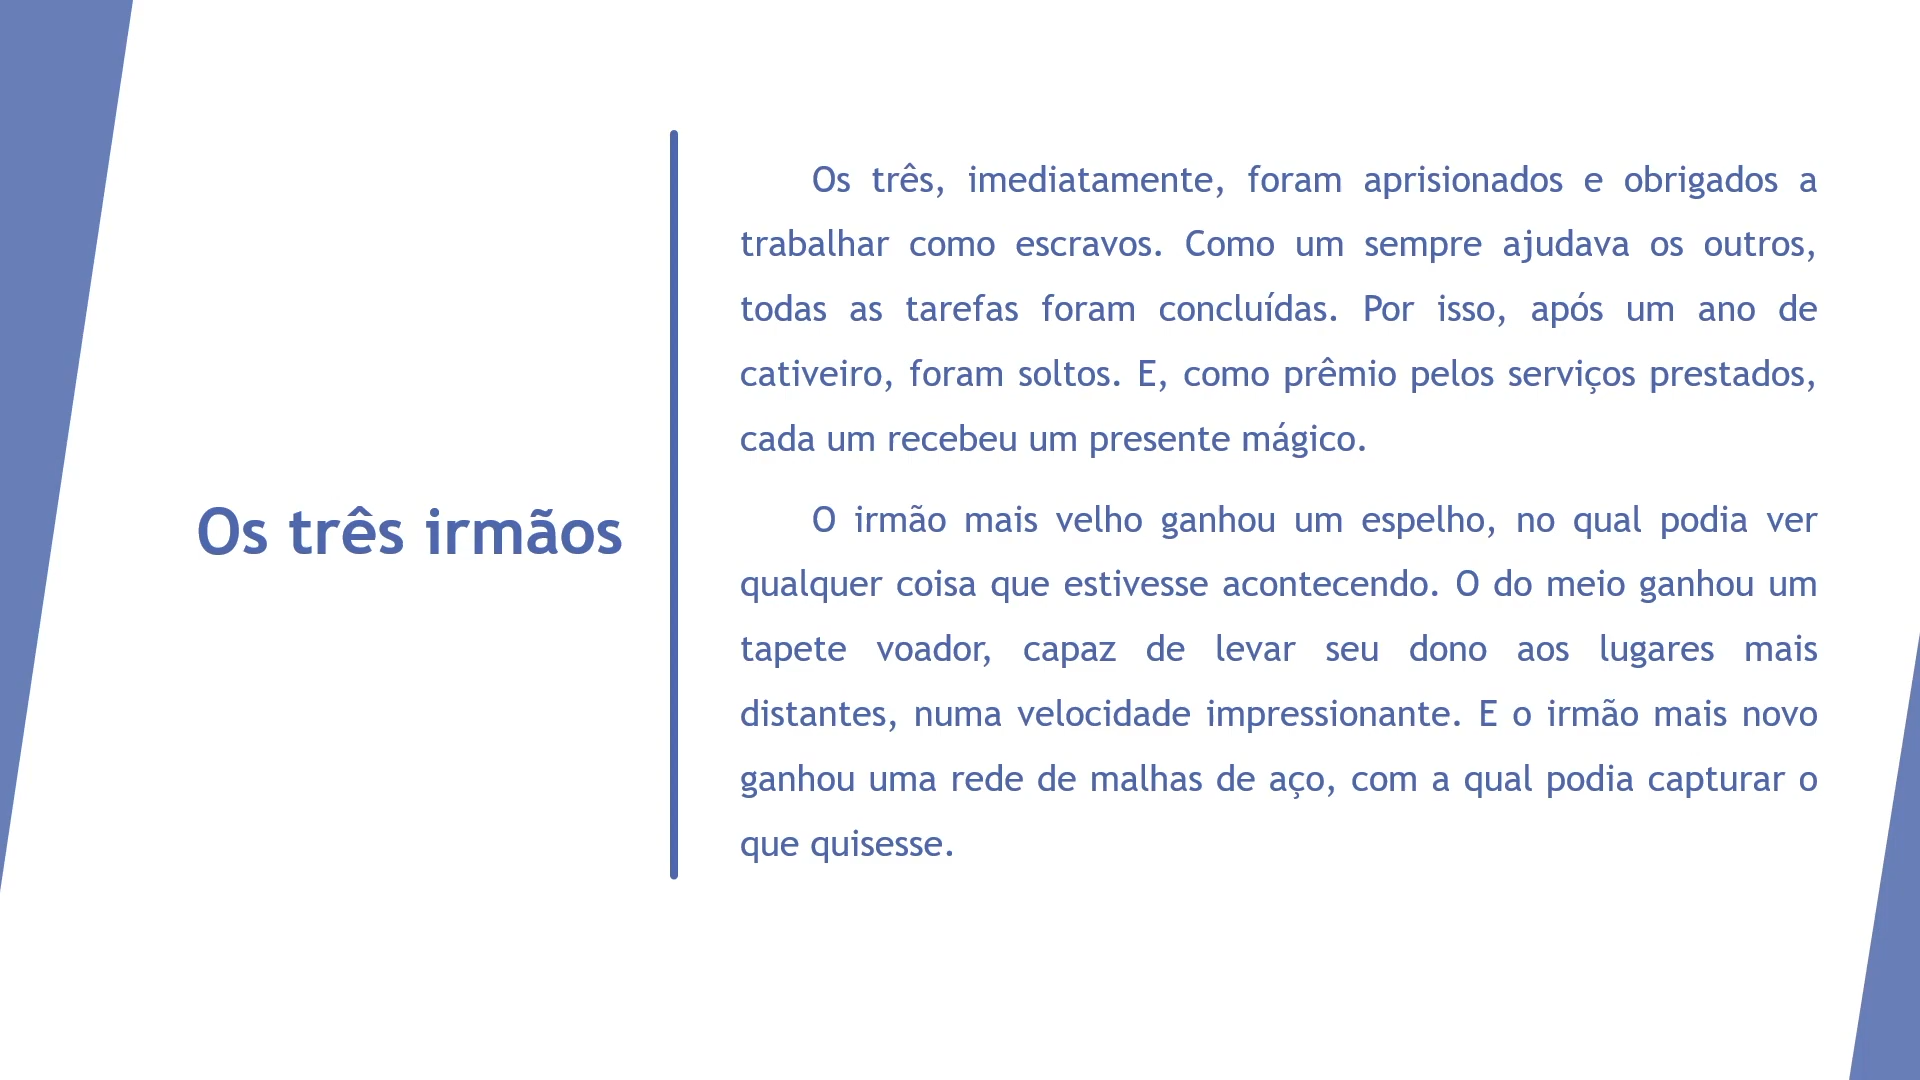 Os três irmãos
Os três, imediatamente, foram aprisionados e obrigados a
trabalhar como escravos. Como um sempre ajudava os outros,
todas as tarefas foram concluídas. Por isso, após um ano de
cativeiro, foram soltos. E, como prêmio pelos serviços prestados,
cada um recebeu um presente mágico.
O irmão mais velho ganhou um espelho, no qual podia ver
qualquer coisa que estivesse acontecendo. O do meio ganhou um
tapete voador, capaz de levar seu dono aos lugares mais
distantes, numa velocidade impressionante. E o irmão mais novo
ganhou uma rede de malhas de aço, com a qual podia capturar o
que quisesse.